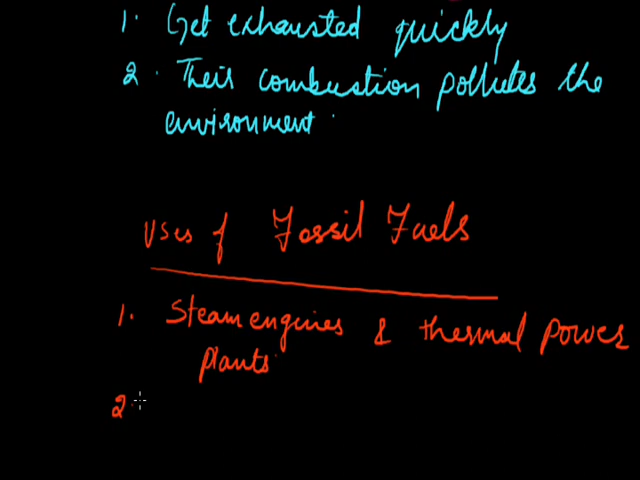 1. Get exhausted quickly
2. Their combustion pollutes the
environment.
Uses of Fossil Fuels
1. Steam engines & thermal power
plants.
2.